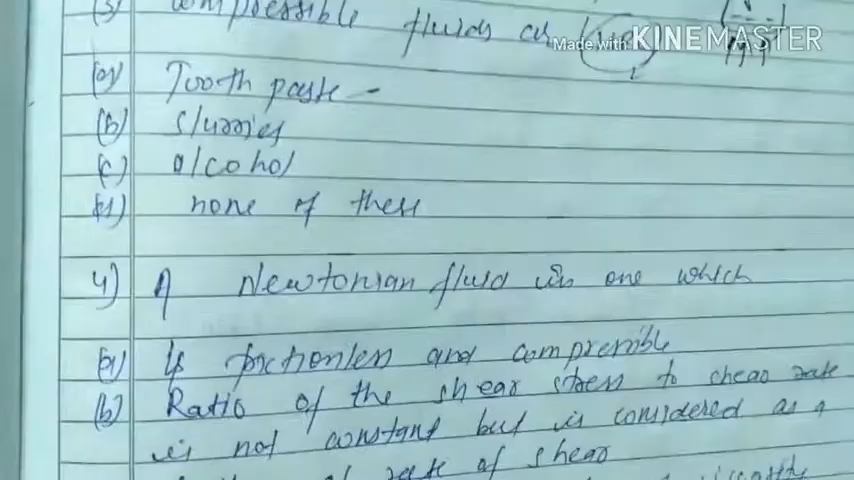 (3) compressible fluids are
Made with KINEMASTER
(a) Tooth paste -
(b) slurries
(c) alcohol
(d) none of these
4) A Newtonian fluid is one which
(a) Is frictionless and compressible
(b) Ratio of the shear stress to shear rate
is not constant but is considered as a
rate of shear
viscosity